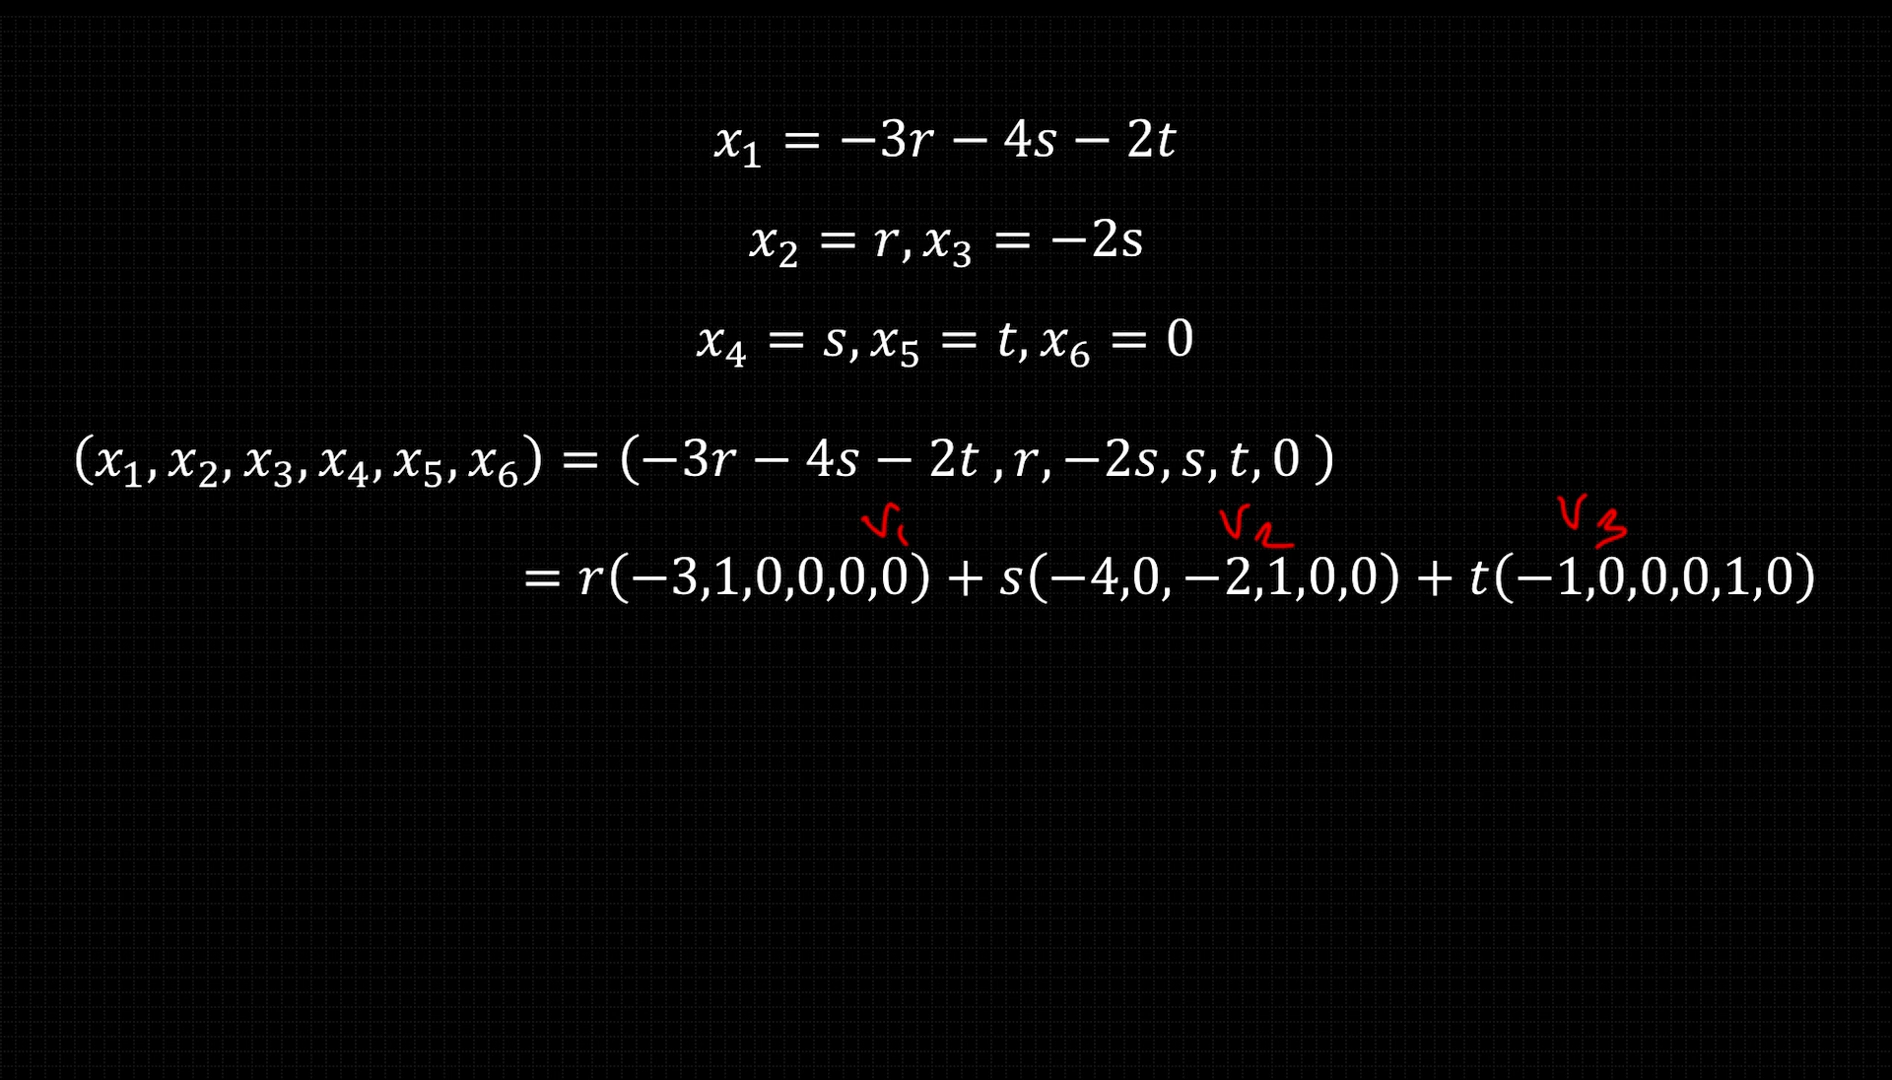 x₁ = −3r − 4s − 2t
x₂ = r, x₃ = −2s
x₄ = s, x₅ = t, x₆ = 0
(x₁, x₂, x₃, x₄, x₅, x₆) = (−3r − 4s − 2t , r, −2s, s, t, 0 )
v₁ v₂ v₃
= r(−3,1,0,0,0,0) + s(−4,0, −2,1,0,0) + t(−1,0,0,0,1,0)